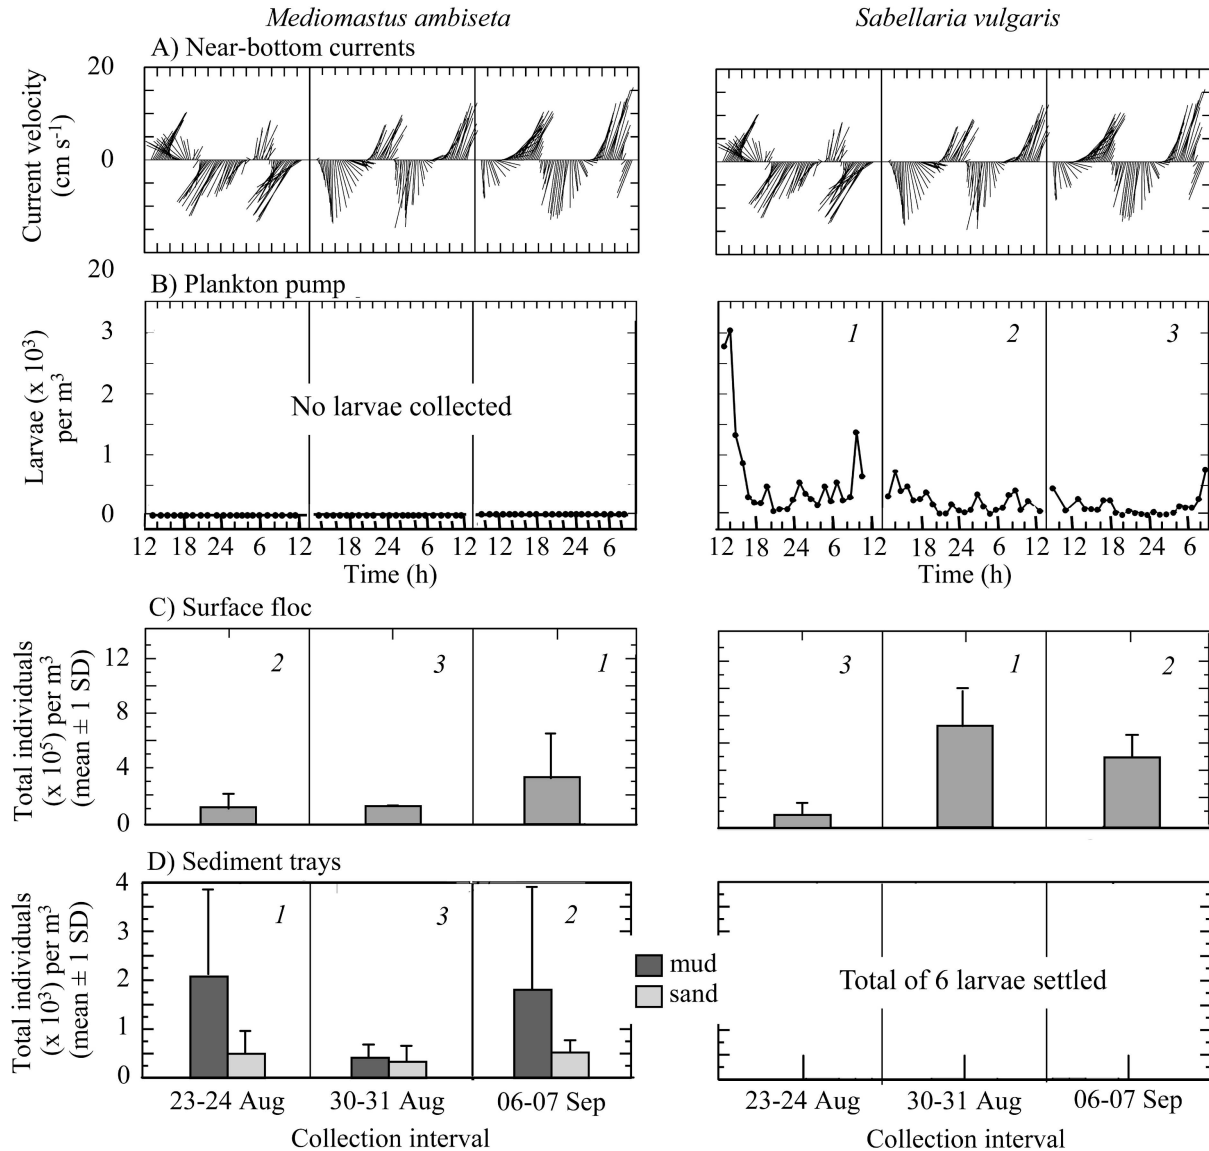 Mediomastus ambiseta
Sabellaria vulgaris
A) Near-bottom currents
Current velocity
(cm s-1)
20
0
20
B) Plankton pump
Larvae (x 10³)
per m³
3
2
1
0
No larvae collected
1
2
3
12 18 24 6 12 18 24 6 12 18 24 6
Time (h)
12 18 24 6 12 18 24 6 12 18 24 6
Time (h)
C) Surface floc
Total individuals
(x 10⁵) per m³
(mean ± 1 SD)
12
8
4
0
2
3
1
3
1
2
D) Sediment trays
Total individuals
(x 10³) per m³
(mean ± 1 SD)
4
3
2
1
0
1
3
2
mud
sand
Total of 6 larvae settled
23-24 Aug
30-31 Aug
06-07 Sep
Collection interval
23-24 Aug
30-31 Aug
06-07 Sep
Collection interval